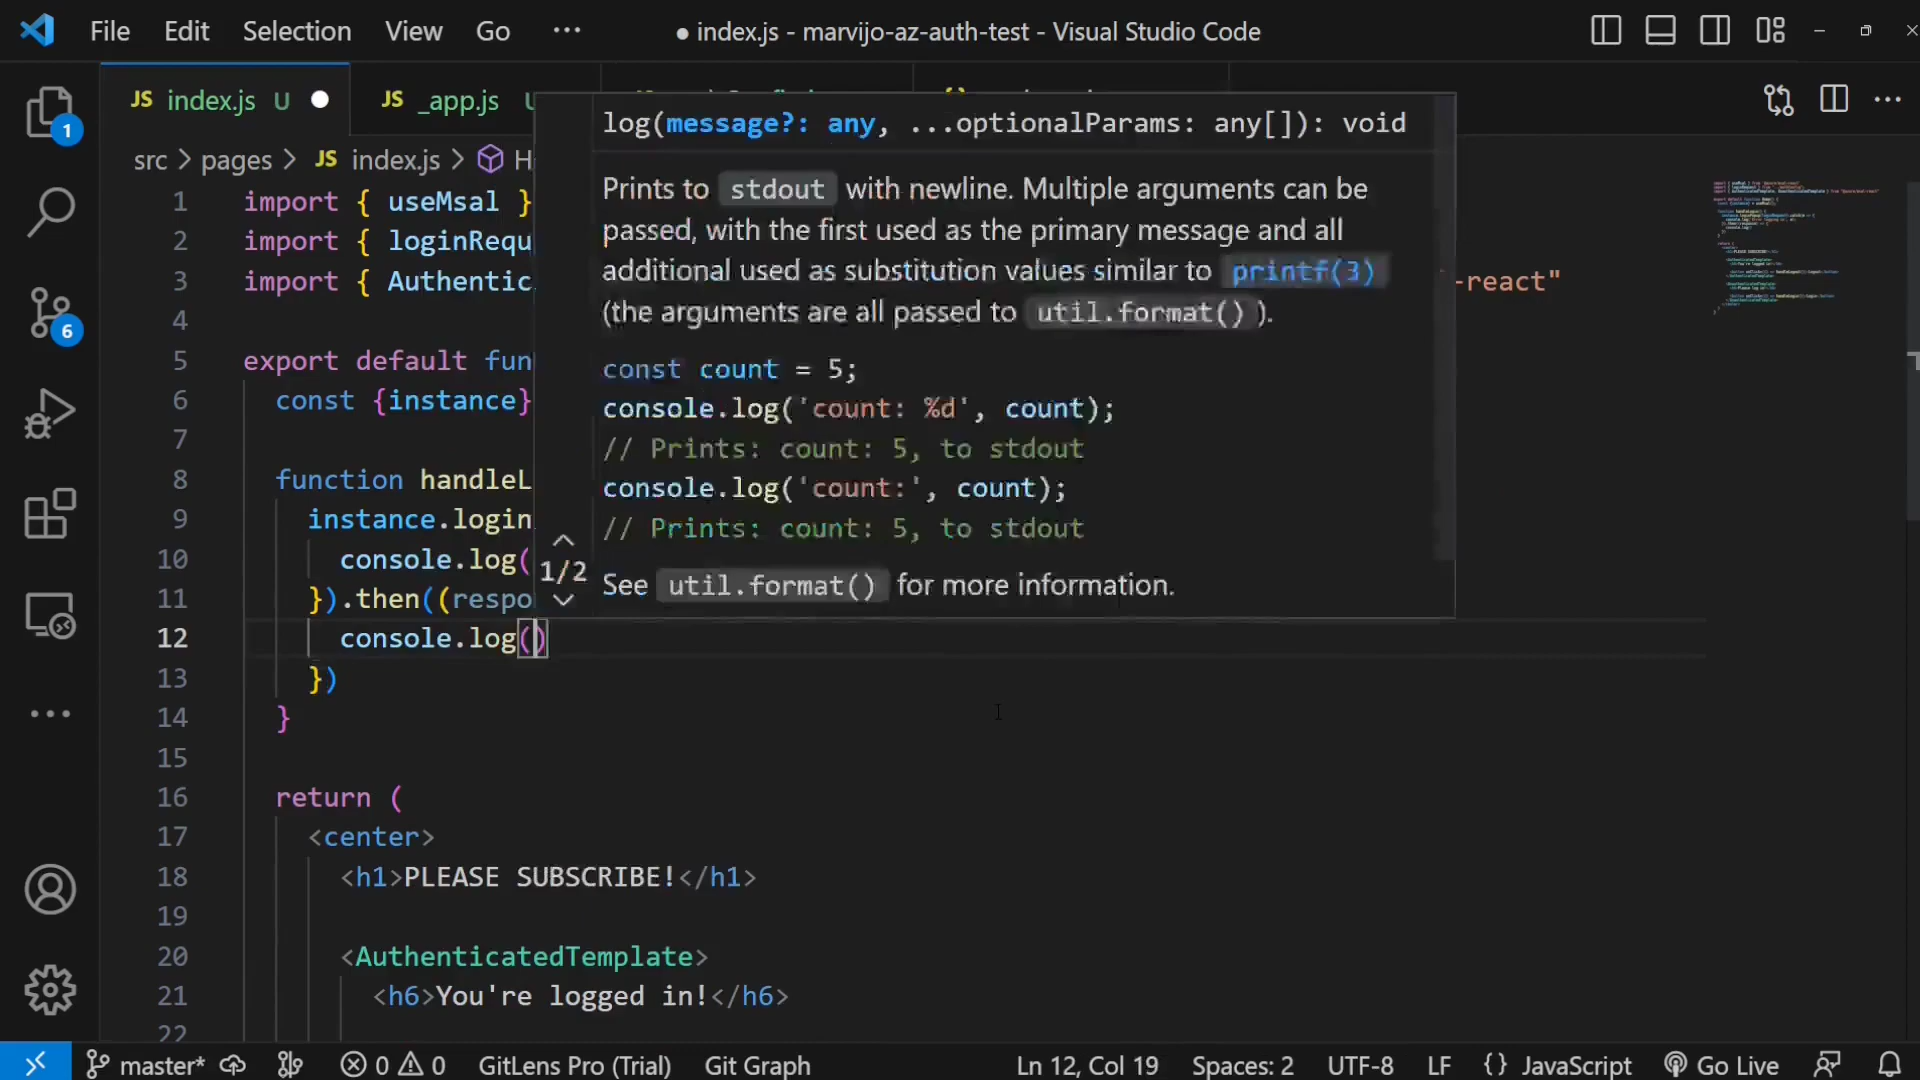 File Edit Selection View Go ··· ● index.js - marvijo-az-auth-test - Visual Studio Code
JS index.js U ● JS _app.js
src > pages > JS index.js > H
log(message?: any, ...optionalParams: any[]): void
Prints to stdout with newline. Multiple arguments can be
passed, with the first used as the primary message and all
additional used as substitution values similar to printf(3)
(the arguments are all passed to util.format() ).
const count = 5;
console.log('count: %d', count);
// Prints: count: 5, to stdout
console.log('count:', count);
// Prints: count: 5, to stdout
1/2
See util.format() for more information.
1
6
1 import { useMsal }
2 import { loginRequ
3 import { Authentic -react"
4
5 export default fun
6 const {instance}
7
8 function handleL
9 instance.login
10 console.log(
11 }).then((respo
12 console.log()
13 })
14 }
15
16 return (
17 <center>
18 <h1>PLEASE SUBSCRIBE!</h1>
19
20 <AuthenticatedTemplate>
21 <h6>You're logged in!</h6>
22
master* 0 0 GitLens Pro (Trial) Git Graph Ln 12, Col 19 Spaces: 2 UTF-8 LF {} JavaScript Go Live